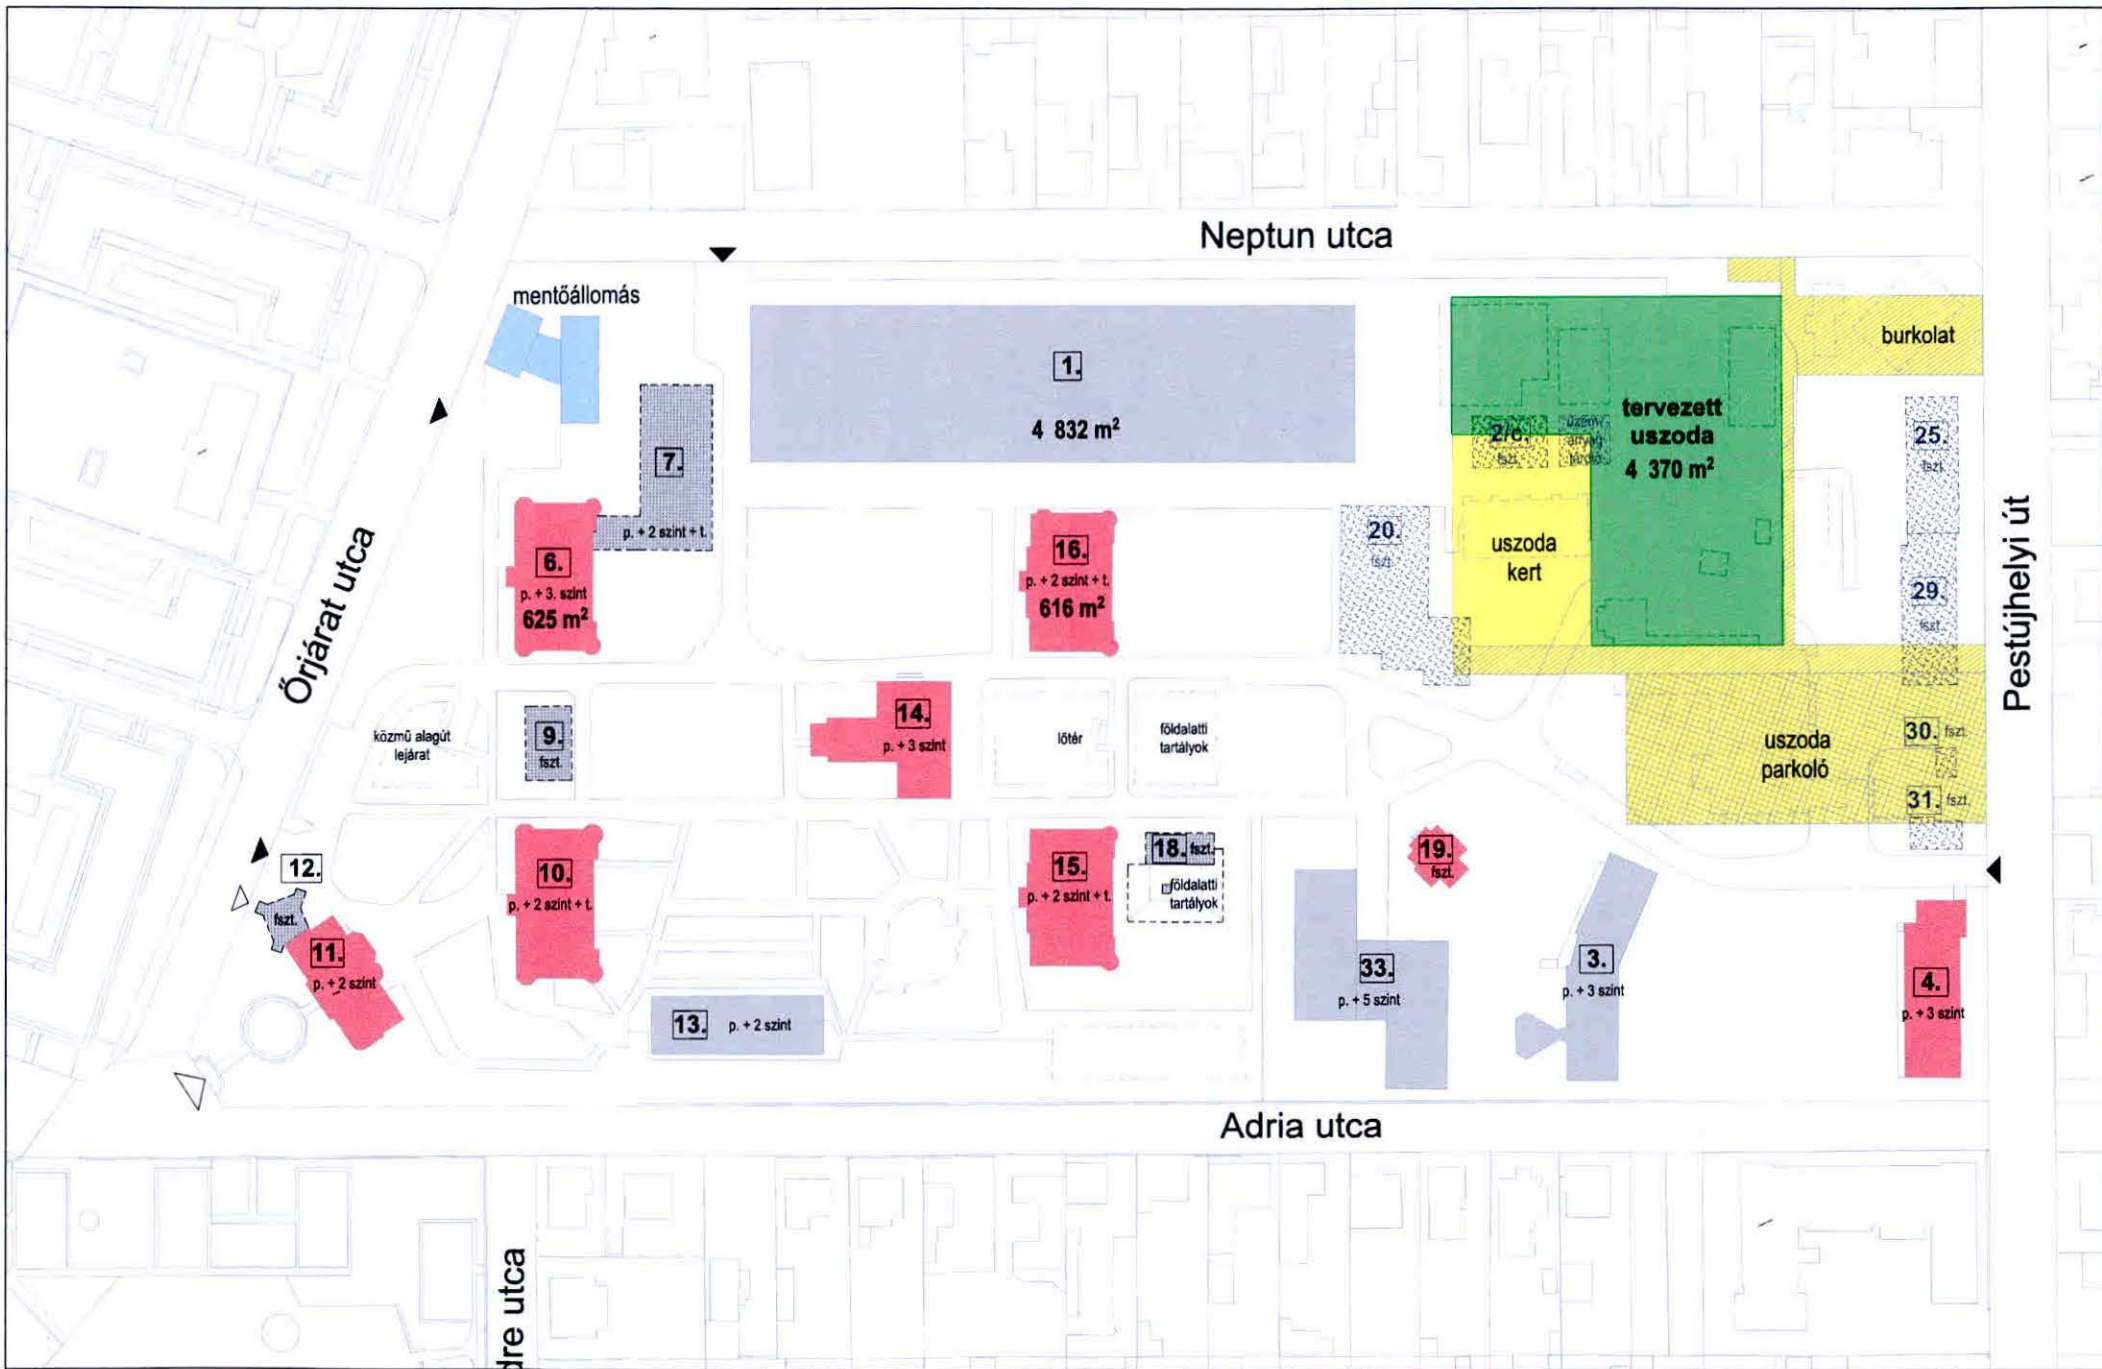 Neptun utca
mentőállomás
1.
4 832 m²
burkolat
tervezett
uszoda
4 370 m²
2/c.
fszt.
25.
fszt.
7.
p. + 2 szint + t.
6.
p. + 3. szint
625 m²
16.
p. + 2 szint + t.
616 m²
20.
fszt.
uszoda
kert
29.
fszt.
Őrjárat utca
Pestújhelyi út
közmű alagút
lejárat
9.
fszt.
14.
p. + 3 szint
lőtér
földalatti
tartályok
uszoda
parkoló
30. fszt.
31. fszt.
12.
fszt.
11.
p. + 2 szint
10.
p. + 2 szint + t.
15.
p. + 2 szint + t.
18. fszt.
földalatti
tartályok
19.
fszt.
33.
p. + 5 szint
3.
p. + 3 szint
4.
p. + 3 szint
13. p. + 2 szint
Adria utca
dre utca